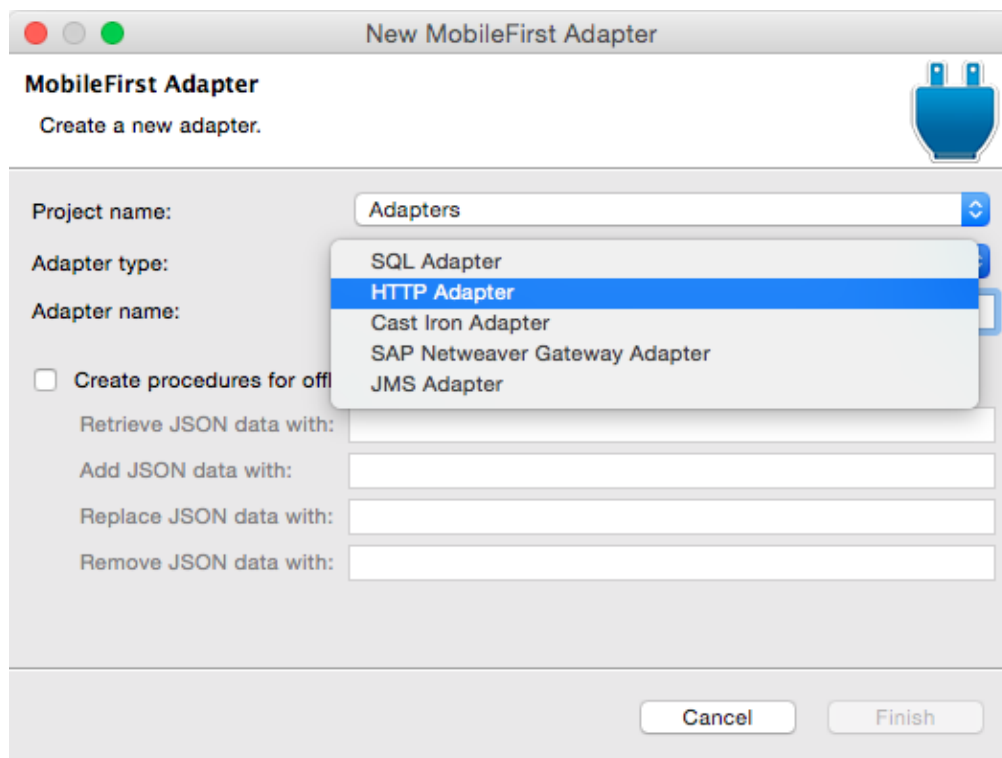 New MobileFirst Adapter
MobileFirst Adapter
Create a new adapter.
Project name: Adapters
Adapter type:
SQL Adapter
HTTP Adapter
Adapter name:
Cast Iron Adapter
SAP Netweaver Gateway Adapter
JMS Adapter
Create procedures for offl
Retrieve JSON data with:
Add JSON data with:
Replace JSON data with:
Remove JSON data with:
Cancel Finish